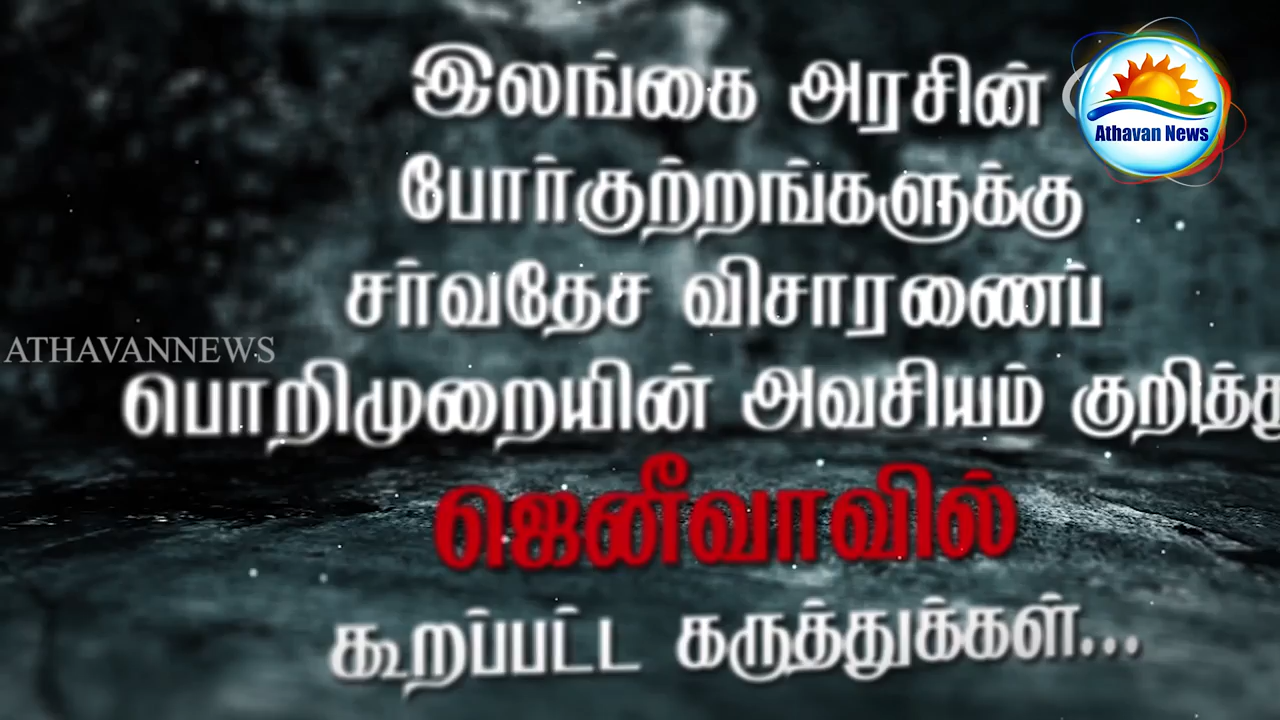 இலங்கை அரசின்
Athavan News
போர்குற்றங்களுக்கு
சர்வதேச விசாரணைப்
ATHAVANNEWS
பொறிமுறையின் அவசியம் குறித்து
ஜெனீவாவில்
கூறப்பட்ட கருத்துக்கள்...